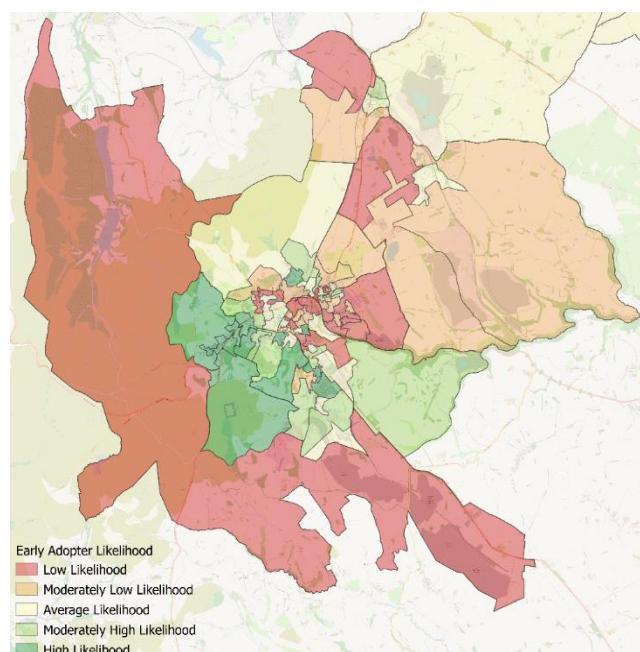 Early Adopter Likelihood
Low Likelihood
Moderately Low Likelihood
Average Likelihood
Moderately High Likelihood
High Likelihood